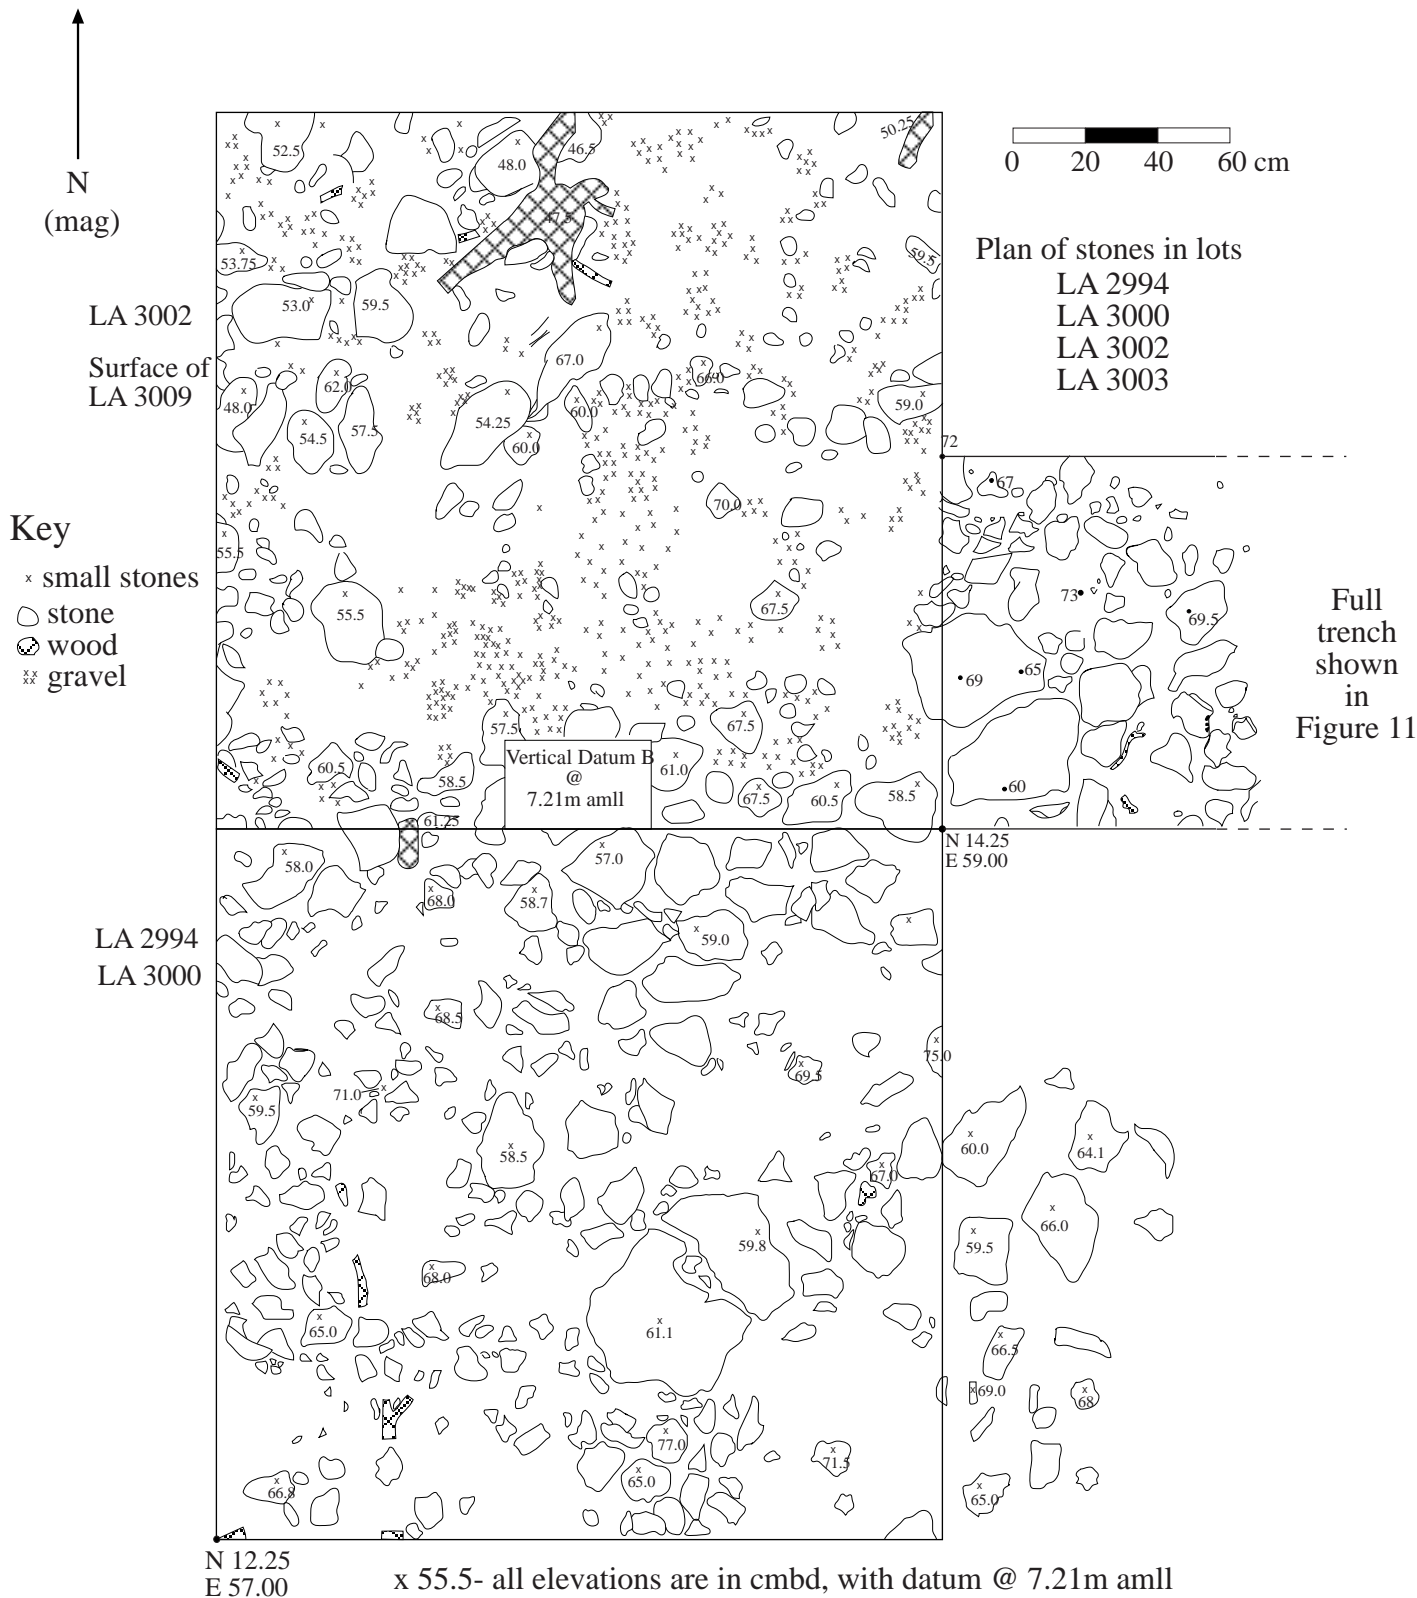 N
(mag)
0 20 40 60 cm
Plan of stones in lots
LA 2994
LA 3000
LA 3002
LA 3003
50.25
52.5
48.0
46.5
47.5
53.75
59.5
LA 3002
53.0
59.5
Surface of
LA 3009
67.0
66.0
62.0
48.0
54.5
57.5
54.25
60.0
60.0
59.0
72
67
70.0
Key
x small stones
stone
wood
xx gravel
55.5
55.5
67.5
73
69.5
69
65
Full
trench
shown
in
Figure 11
57.5
67.5
60.5
58.5
61.0
Vertical Datum B
@
7.21m amll
67.5
60.5
58.5
60
61.25
N 14.25
E 59.00
58.0
57.0
68.0
58.7
59.0
LA 2994
LA 3000
68.5
75.0
69.5
71.0
59.5
58.5
60.0
64.1
67.0
66.0
59.8
59.5
68.0
65.0
61.1
66.5
69.0
68
77.0
71.5
65.0
66.8
65.0
N 12.25
E 57.00
x 55.5- all elevations are in cmbd, with datum @ 7.21m amll